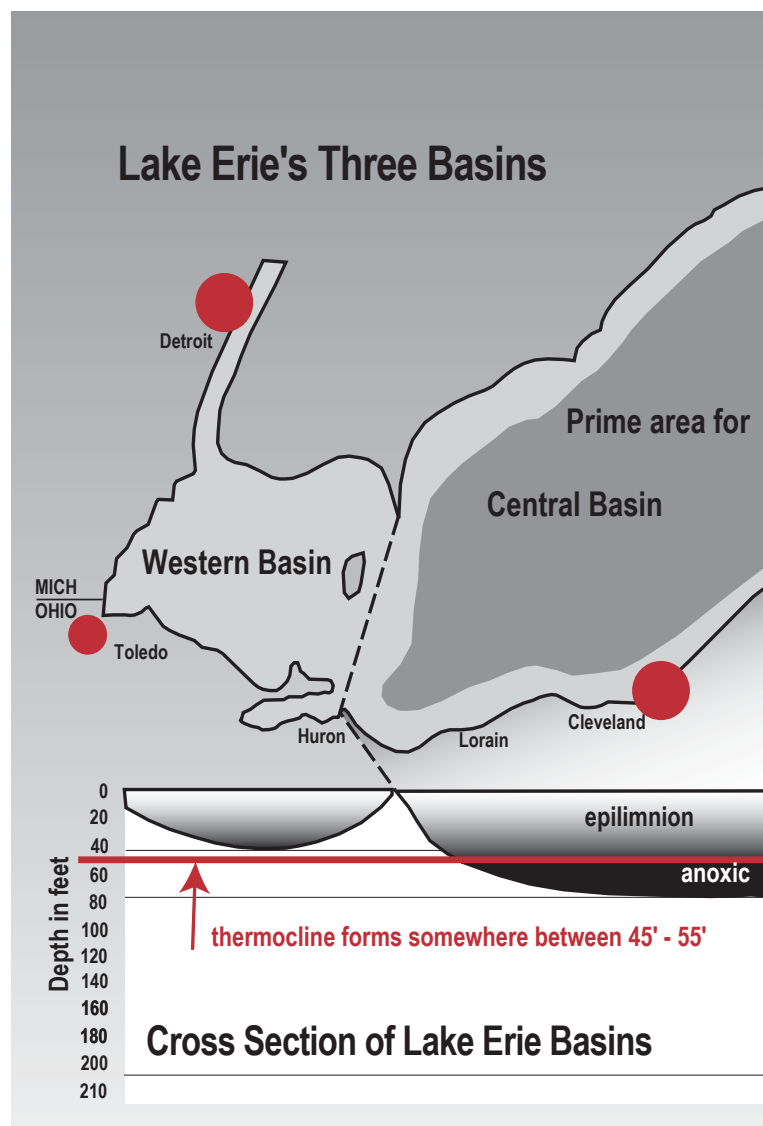 Lake Erie's Three Basins
Detroit
Prime area for
Central Basin
Western Basin
MICH
OHIO
Toledo
Huron
Lorain
Cleveland
Depth in feet
0
20
40
60
80
100
120
140
160
180
200
210
epilimnion
anoxic
thermocline forms somewhere between 45' - 55'
Cross Section of Lake Erie Basins